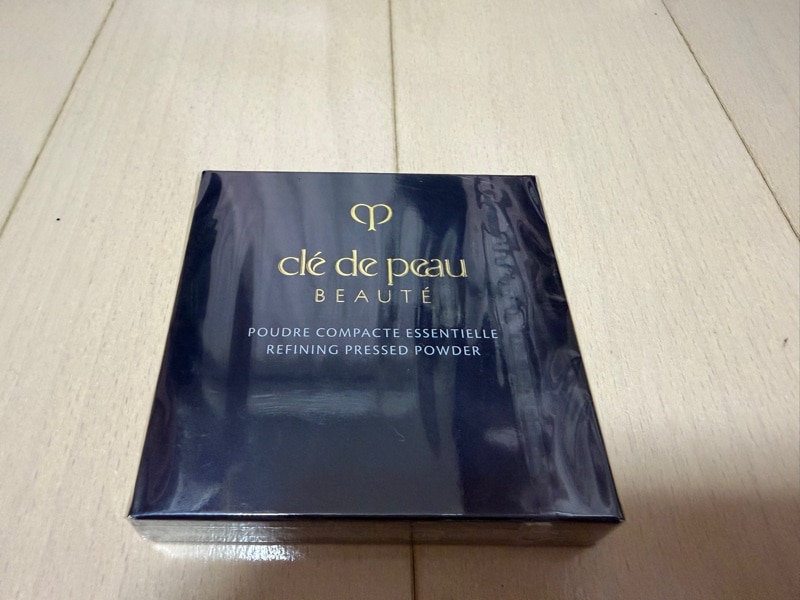 clé de peau
BEAUTÉ
POUDRE COMPACTE ESSENTIELLE
REFINING PRESSED POWDER